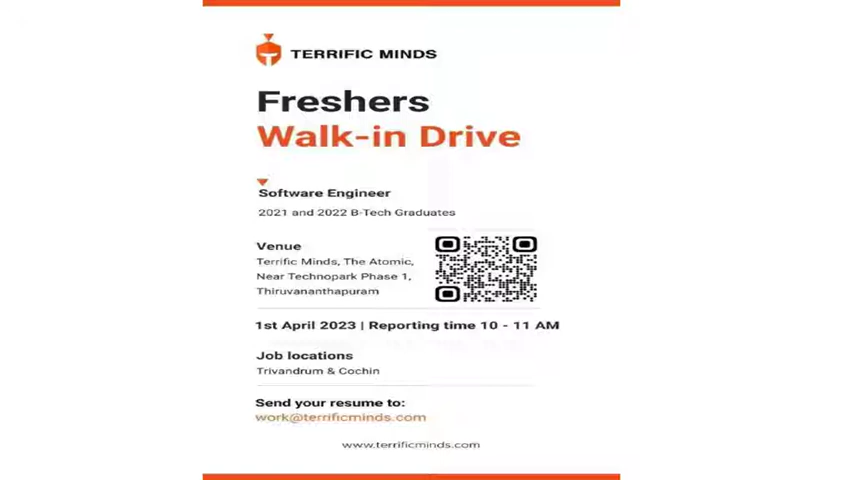 TERRIFIC MINDS
Freshers
Walk-in Drive
Software Engineer
2021 and 2022 B-Tech Graduates
Venue
Terrific Minds, The Atomic,
Near Technopark Phase 1,
Thiruvananthapuram
1st April 2023 | Reporting time 10 - 11 AM
Job locations
Trivandrum & Cochin
Send your resume to:
work@terrificminds.com
www.terrificminds.com